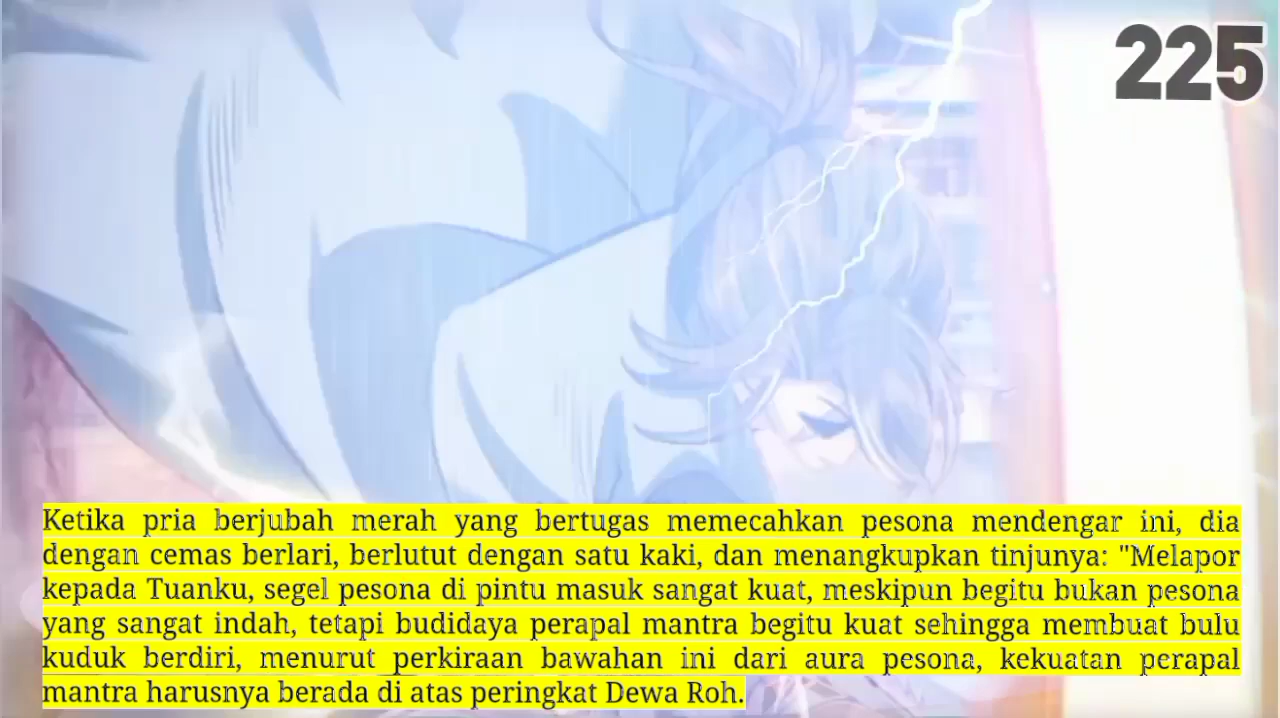 225
Ketika pria berjubah merah yang bertugas memecahkan pesona mendengar ini, dia
dengan cemas berlari, berlutut dengan satu kaki, dan menangkupkan tinjunya: "Melapor
kepada Tuanku, segel pesona di pintu masuk sangat kuat, meskipun begitu bukan pesona
yang sangat indah, tetapi budidaya perapal mantra begitu kuat sehingga membuat bulu
kuduk berdiri, menurut perkiraan bawahan ini dari aura pesona, kekuatan perapal
mantra harusnya berada di atas peringkat Dewa Roh.